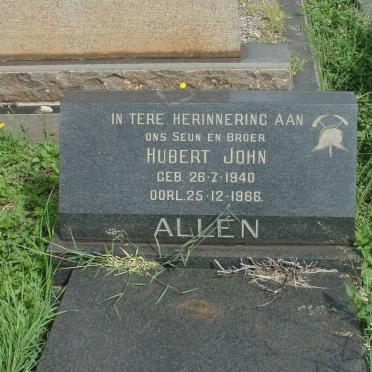 IN TERE HERINNERING AAN
ONS SEUN EN BROER
HUBERT JOHN
GEB. 26-7-1940
OORL. 25-12-1966.
ALLEN